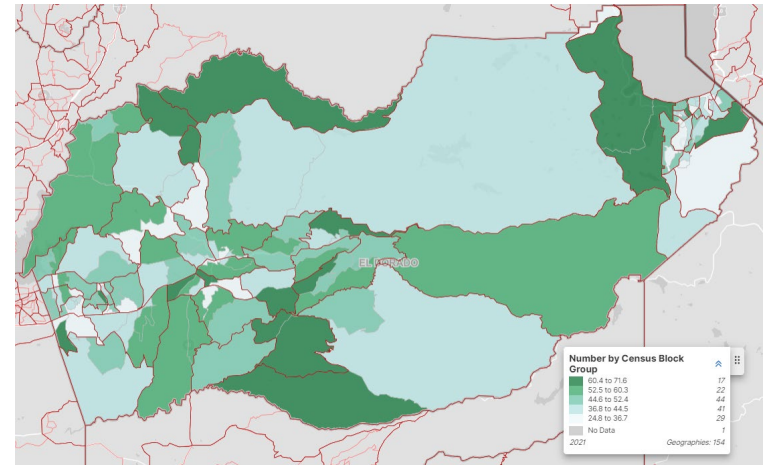 EL DORADO
Number by Census Block
Group
60.4 to 71.6 17
52.5 to 60.3 22
44.6 to 52.4 44
36.8 to 44.5 41
24.8 to 36.7 29
No Data 1
2021 Geographies: 154